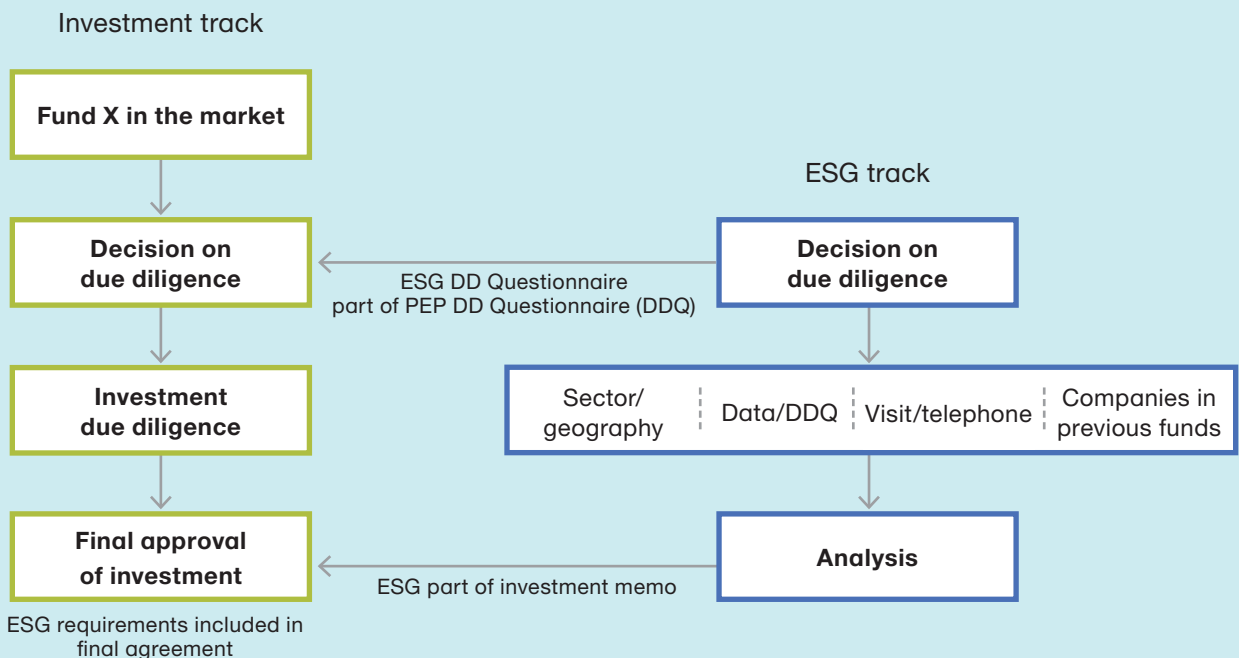 Investment track
Fund X in the market
ESG track
Decision on
due diligence
ESG DD Questionnaire
part of PEP DD Questionnaire (DDQ)
Decision on
due diligence
Investment
due diligence
Sector/
geography
Data/DDQ
Visit/telephone
Companies in
previous funds
Final approval
of investment
ESG part of investment memo
Analysis
ESG requirements included in
final agreement